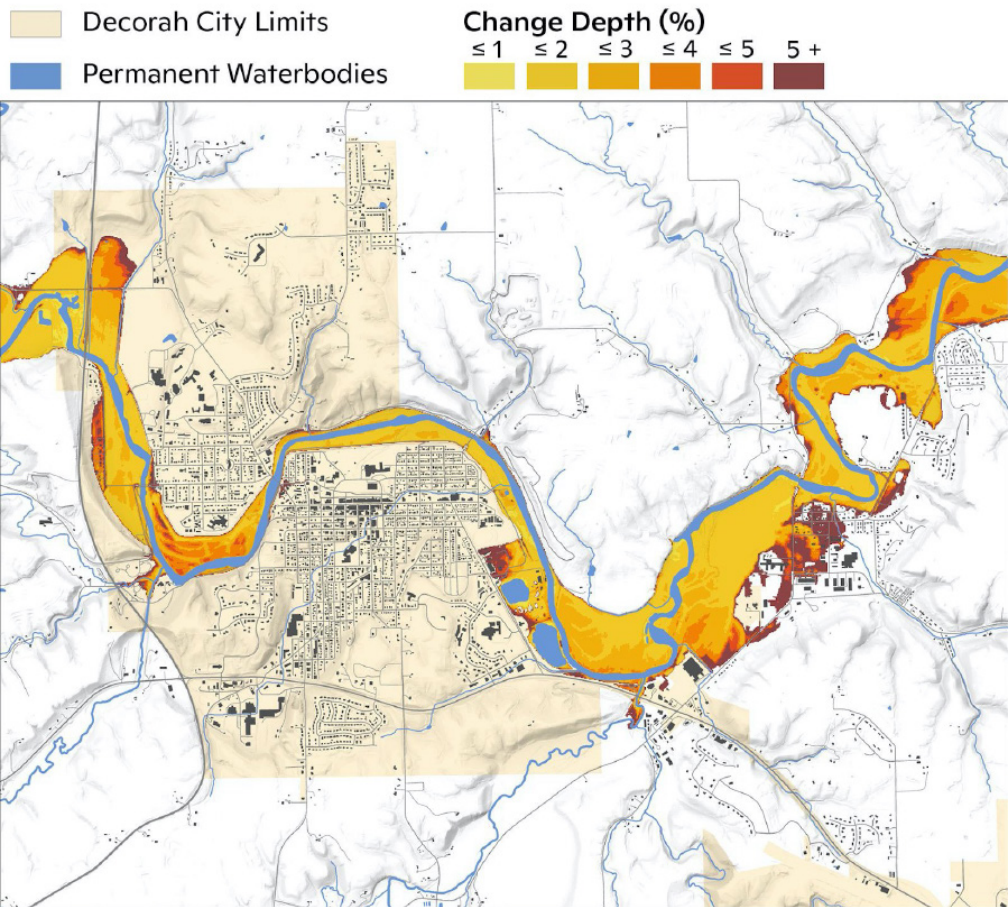 Decorah City Limits
Permanent Waterbodies
Change Depth (%)
≤ 1 ≤ 2 ≤ 3 ≤ 4 ≤ 5 5 +